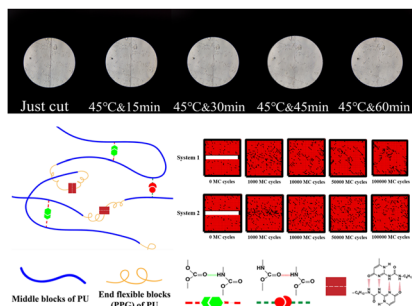 Just cut 45°C&15min 45°C&30min 45°C&45min 45°C&60min
System 1
0 MC cycles 1000 MC cycles 10000 MC cycles 50000 MC cycles 100000 MC cycles
System 2
0 MC cycles 1000 MC cycles 10000 MC cycles 50000 MC cycles 100000 MC cycles
Middle blocks of PU
End flexible blocks
(PPG) of PU